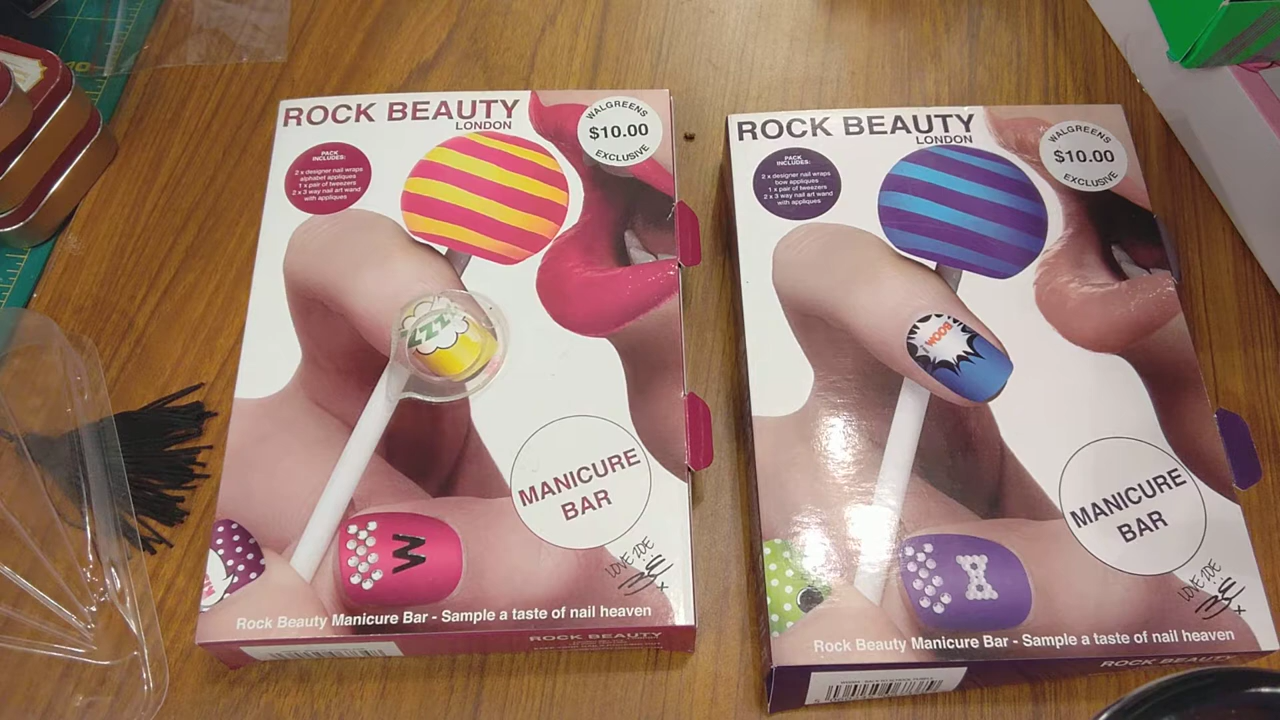 ROCK BEAUTY
LONDON
PACK
INCLUDES:
2 x designer nail wraps
alphabet appliques
1 x pair of tweezers
2 x 3 way nail art wand
with appliques
WALGREENS
$10.00
EXCLUSIVE
ZZZ
MANICURE
BAR
W
LOVE ZOE
x
Rock Beauty Manicure Bar - Sample a taste of nail heaven
ROCK BEAUTY
ROCK BEAUTY
LONDON
PACK
INCLUDES:
2 x designer nail wraps
bow appliques
1 x pair of tweezers
2 x 3 way nail art wand
with appliques
WALGREENS
$10.00
EXCLUSIVE
BOOM!
MANICURE
BAR
LOVE ZOE
x
Rock Beauty Manicure Bar - Sample a taste of nail heaven
ROCK BEAUTY